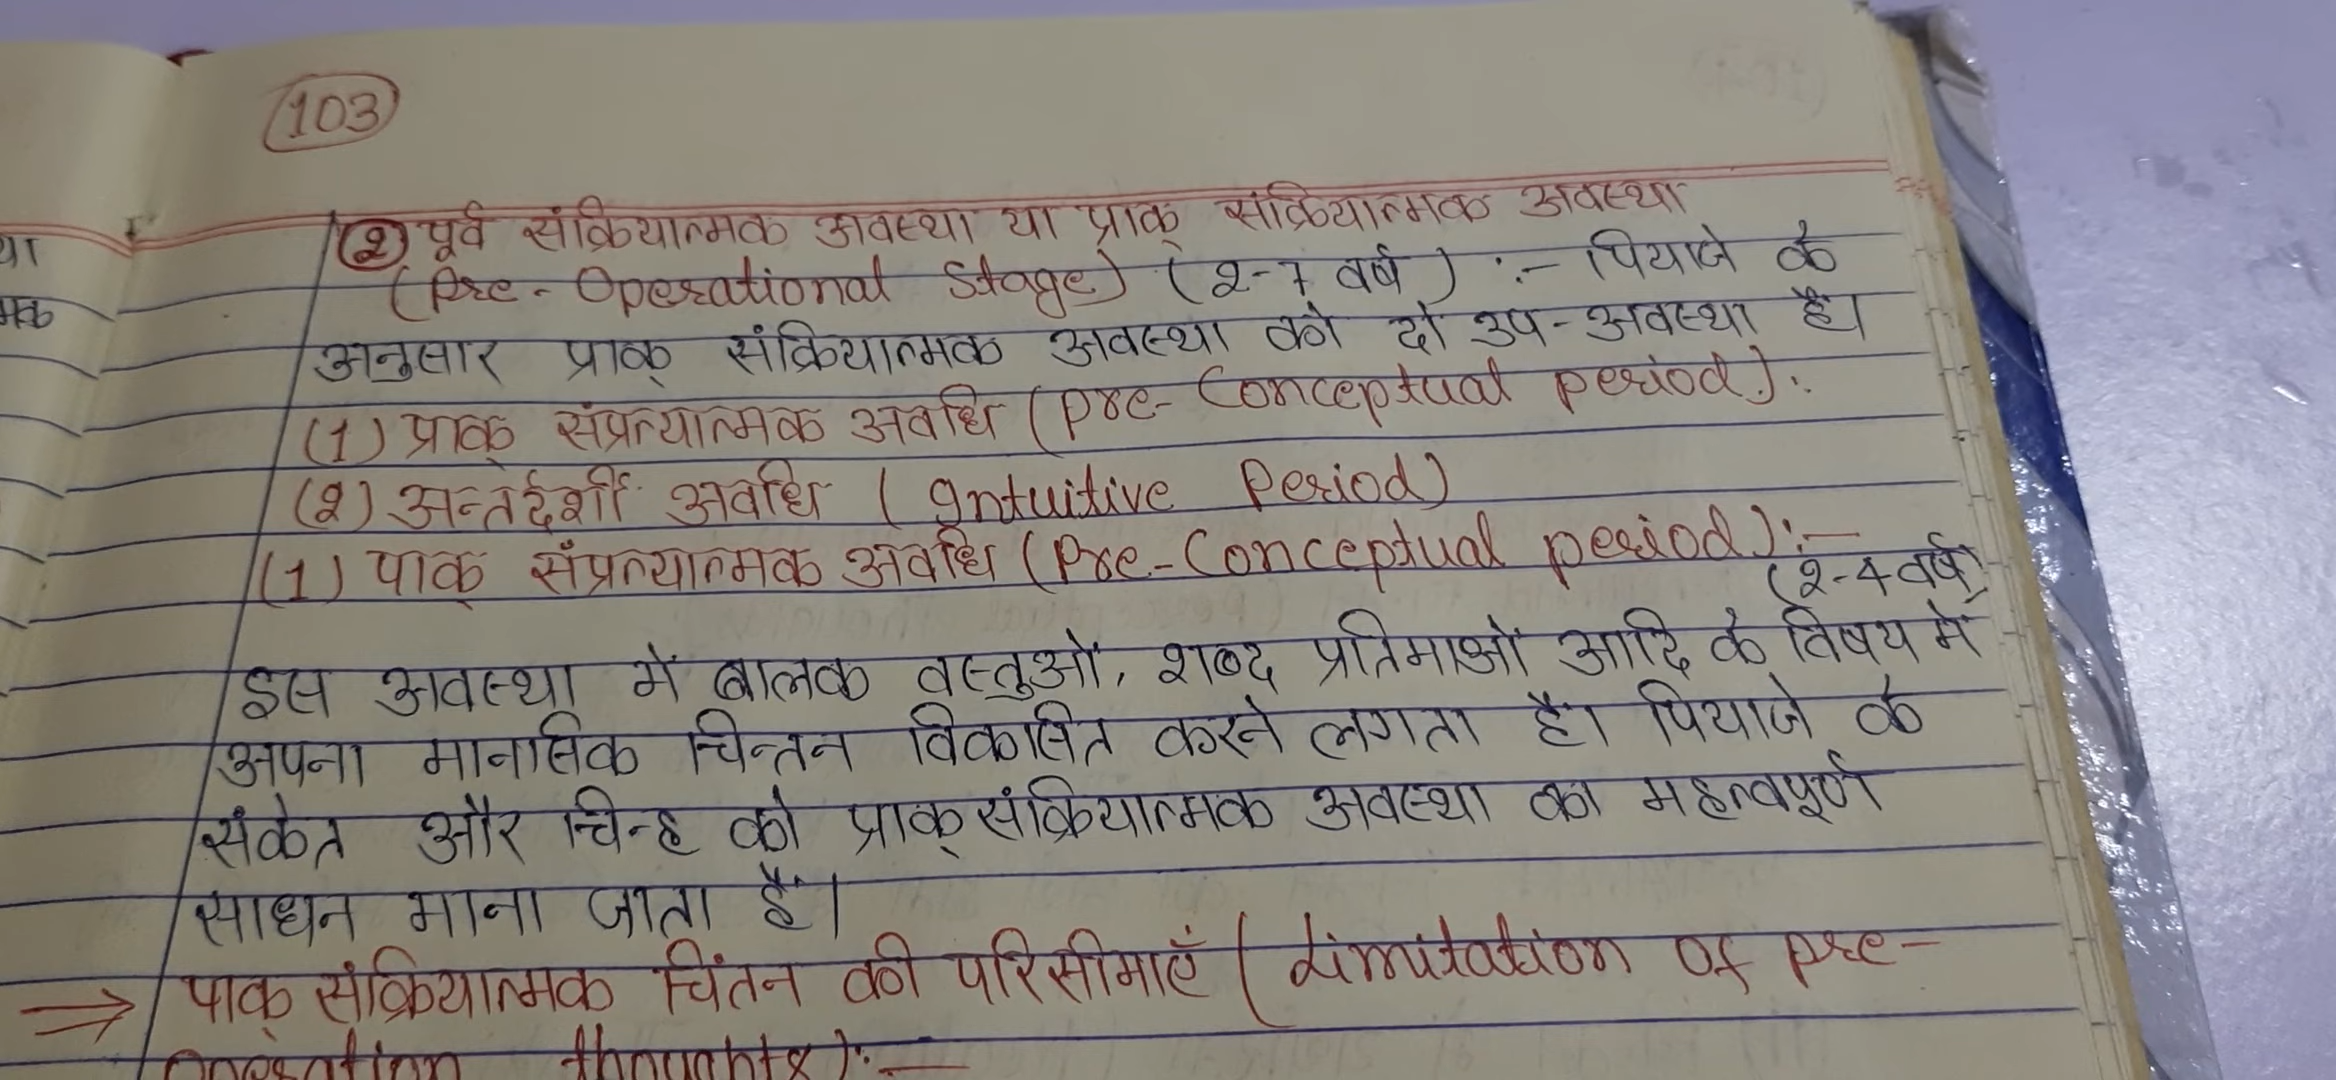 103
या
मक
② पूर्व संक्रियात्मक अवस्था या प्राक् संक्रियात्मक अवस्था
(Pre-Operational Stage) (2-7 वर्ष) :- पियाजे के
अनुसार प्राक् संक्रियात्मक अवस्था को दो उप-अवस्था है।
(1) प्राक् संप्रत्यात्मक अवधि (Pre-Conceptual period):
(2) अन्तर्दर्शी अवधि (Intuitive Period)
(1) पाक् संप्रत्यात्मक अवधि (Pre-Conceptual period):-
(2-4 वर्ष)
इस अवस्था में बालक वस्तुओं, शब्द प्रतिमाओं आदि के विषय में
अपना मानसिक चिन्तन विकसित करने लगता है। पियाजे के
संकेत और चिन्ह को प्राक् संक्रियात्मक अवस्था का महत्वपूर्ण
साधन माना जाता है।
⇒ पाक् संक्रियात्मक चिंतन की परिसीमाएँ (Limitation of pre-
operation thoughts):-